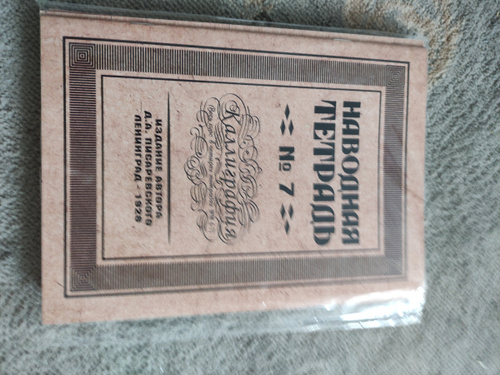 НАВОДНАЯ
ТЕТРАДЬ
№ 7
Каллиграфия
ИЗДАНИЕ АВТОРА
Д.А. ПИСАРЕВСКОГО
ЛЕНИНГРАД - 1928